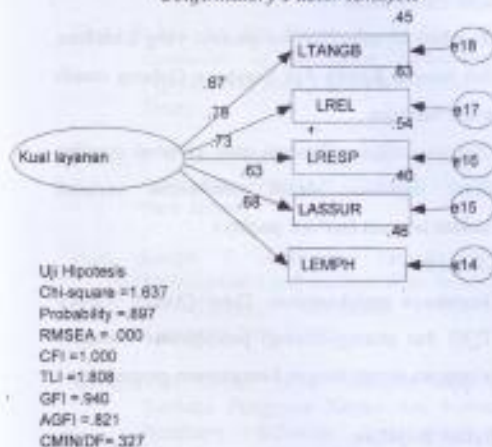 .45
LTANGB
e18
.67
.63
.78
LREL
e17
.73
.54
Kual layanan
LRESP
e16
.63
.40
.68
LASSUR
e15
.46
LEMPH
e14
Uji Hipotesis
Chi-square =1.637
Probability =.897
RMSEA = .000
CFI =1.000
TLI =1.808
GFI =.940
AGFI =.821
CMIN/DF=.327